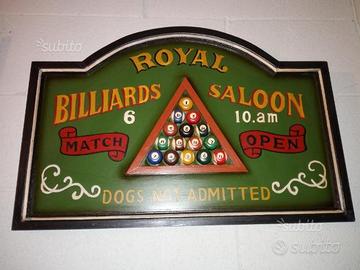 subito
ROYAL
BILLIARDS SALOON
6 10.am
MATCH OPEN
DOGS NOT ADMITTED
subito